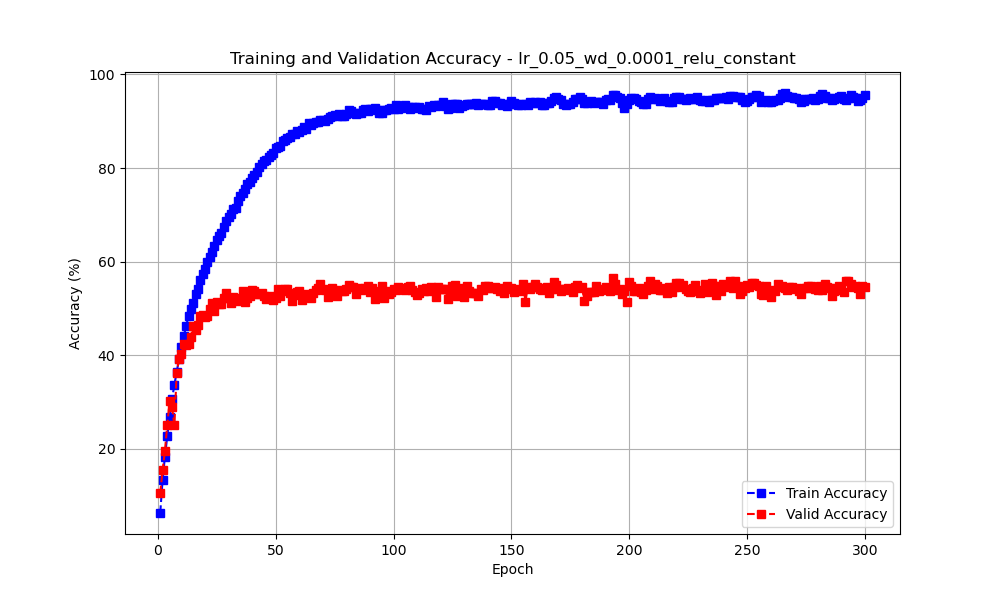 Training and Validation Accuracy - lr_0.05_wd_0.0001_relu_constant
100
80
60
40
20
Accuracy (%)
0
50
100
150
200
250
300
Epoch
Train Accuracy
Valid Accuracy